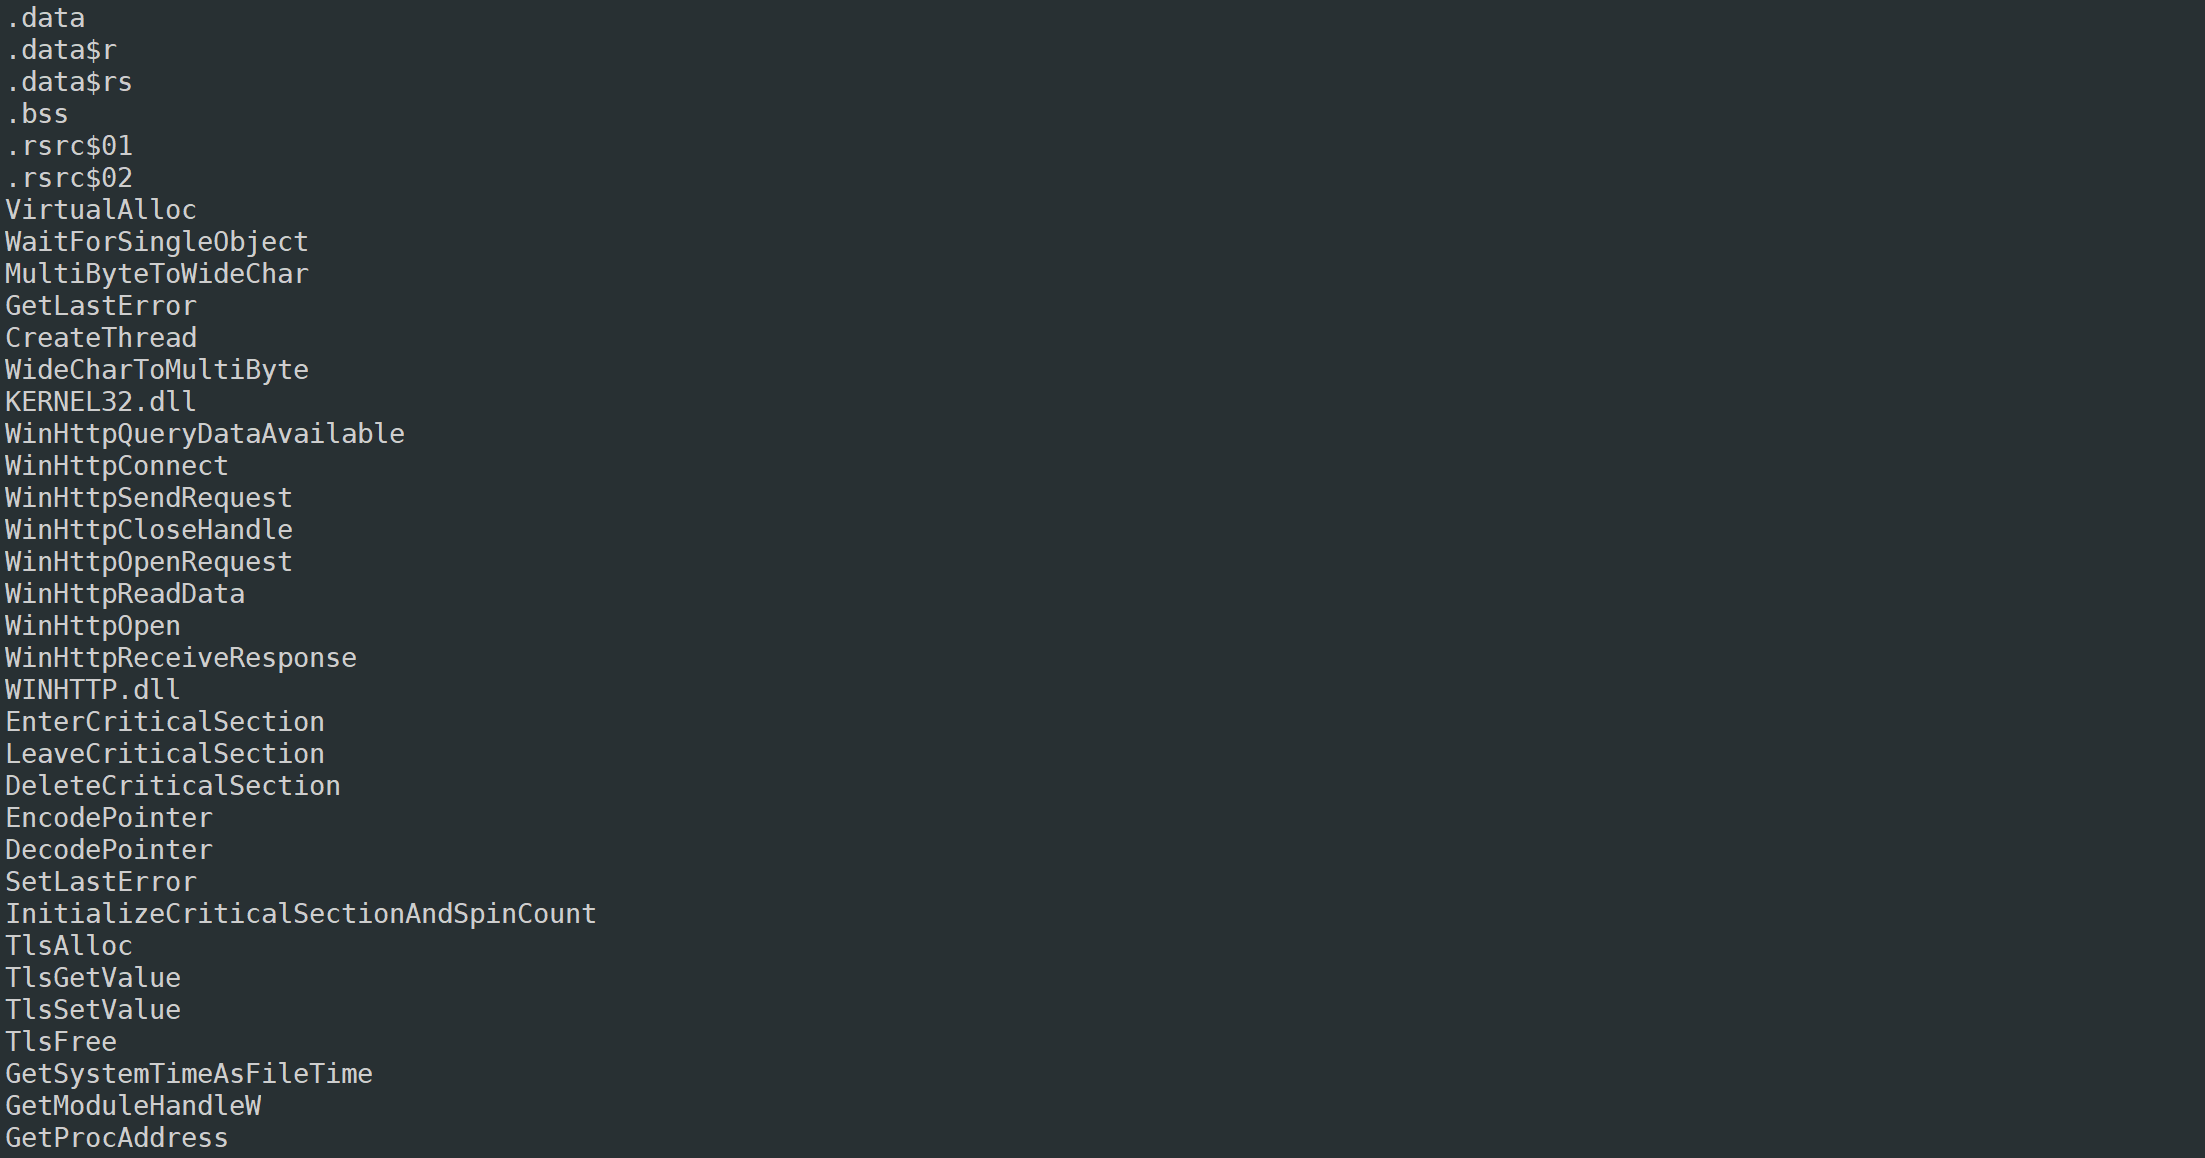 .data
.data$r
.data$rs
.bss
.rsrc$01
.rsrc$02
VirtualAlloc
WaitForSingleObject
MultiByteToWideChar
GetLastError
CreateThread
WideCharToMultiByte
KERNEL32.dll
WinHttpQueryDataAvailable
WinHttpConnect
WinHttpSendRequest
WinHttpCloseHandle
WinHttpOpenRequest
WinHttpReadData
WinHttpOpen
WinHttpReceiveResponse
WINHTTP.dll
EnterCriticalSection
LeaveCriticalSection
DeleteCriticalSection
EncodePointer
DecodePointer
SetLastError
InitializeCriticalSectionAndSpinCount
TlsAlloc
TlsGetValue
TlsSetValue
TlsFree
GetSystemTimeAsFileTime
GetModuleHandleW
GetProcAddress